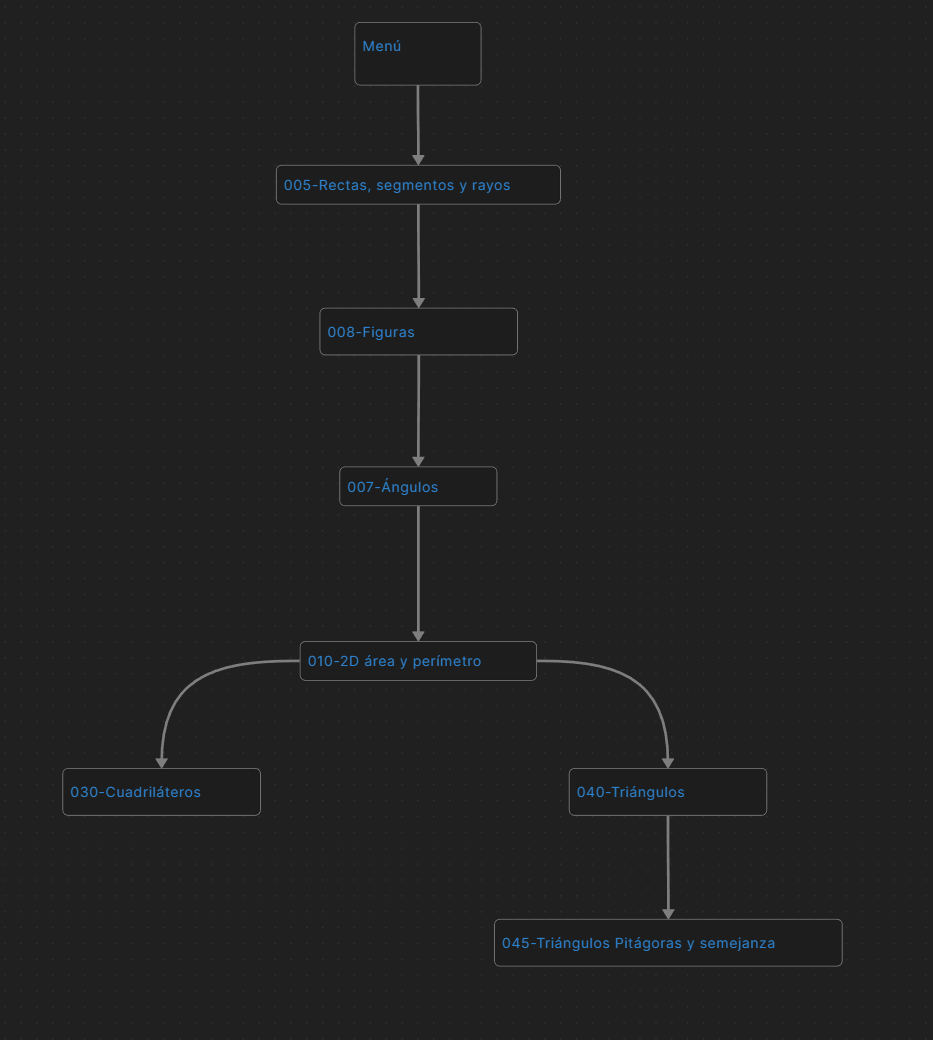 Menú
005-Rectas, segmentos y rayos
008-Figuras
007-Ángulos
010-2D área y perímetro
030-Cuadriláteros
040-Triángulos
045-Triángulos Pitágoras y semejanza